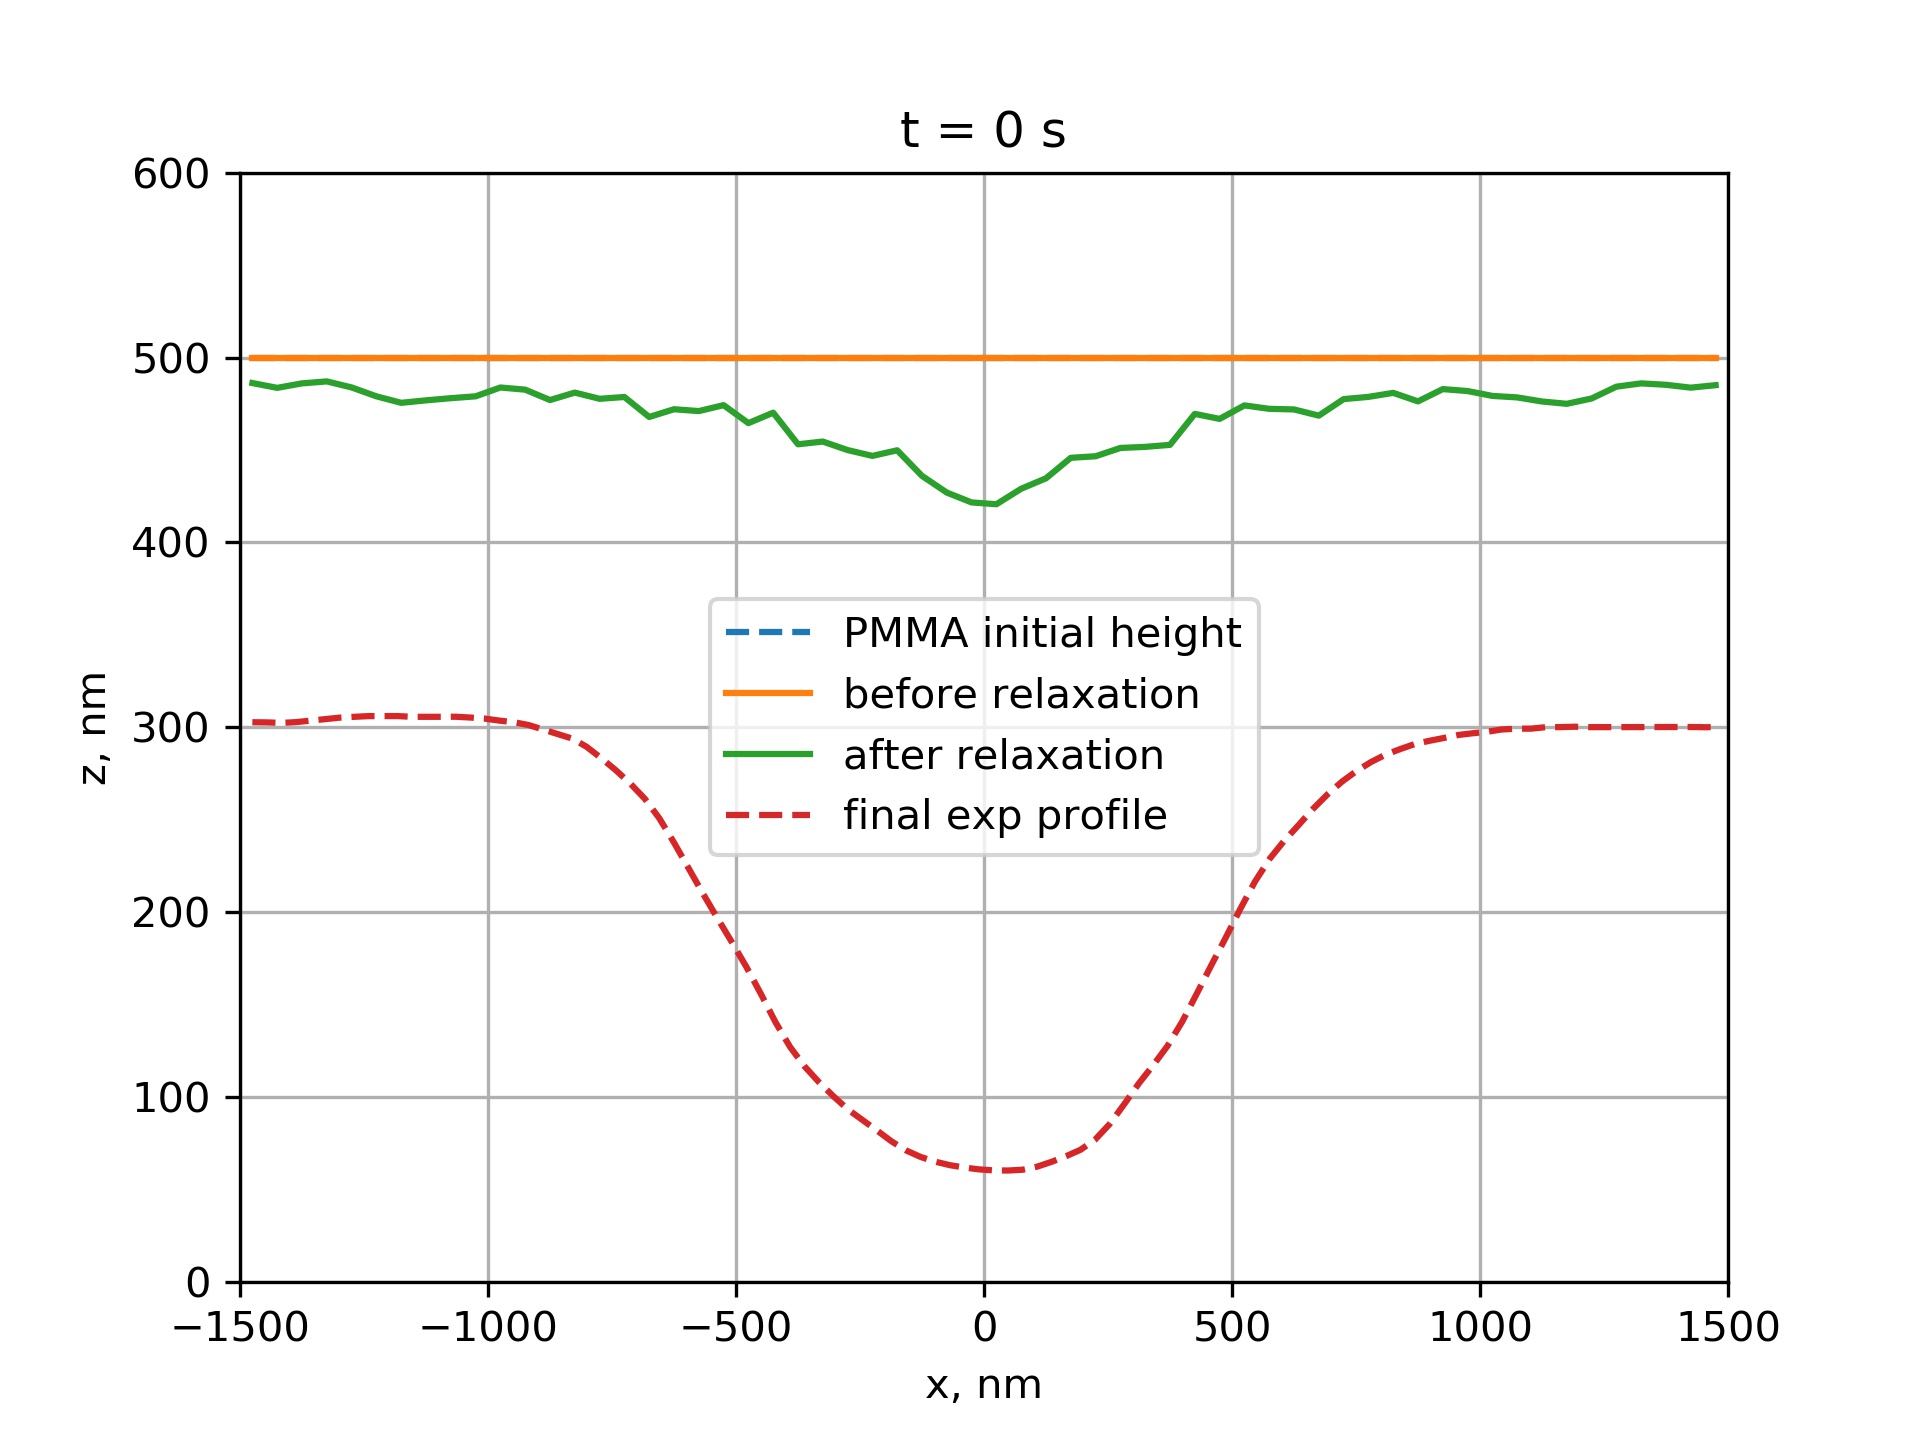 t = 0 s
600
500
400
300
200
100
0
z, nm
PMMA initial height
before relaxation
after relaxation
final exp profile
−1500 −1000 −500 0 500 1000 1500
x, nm